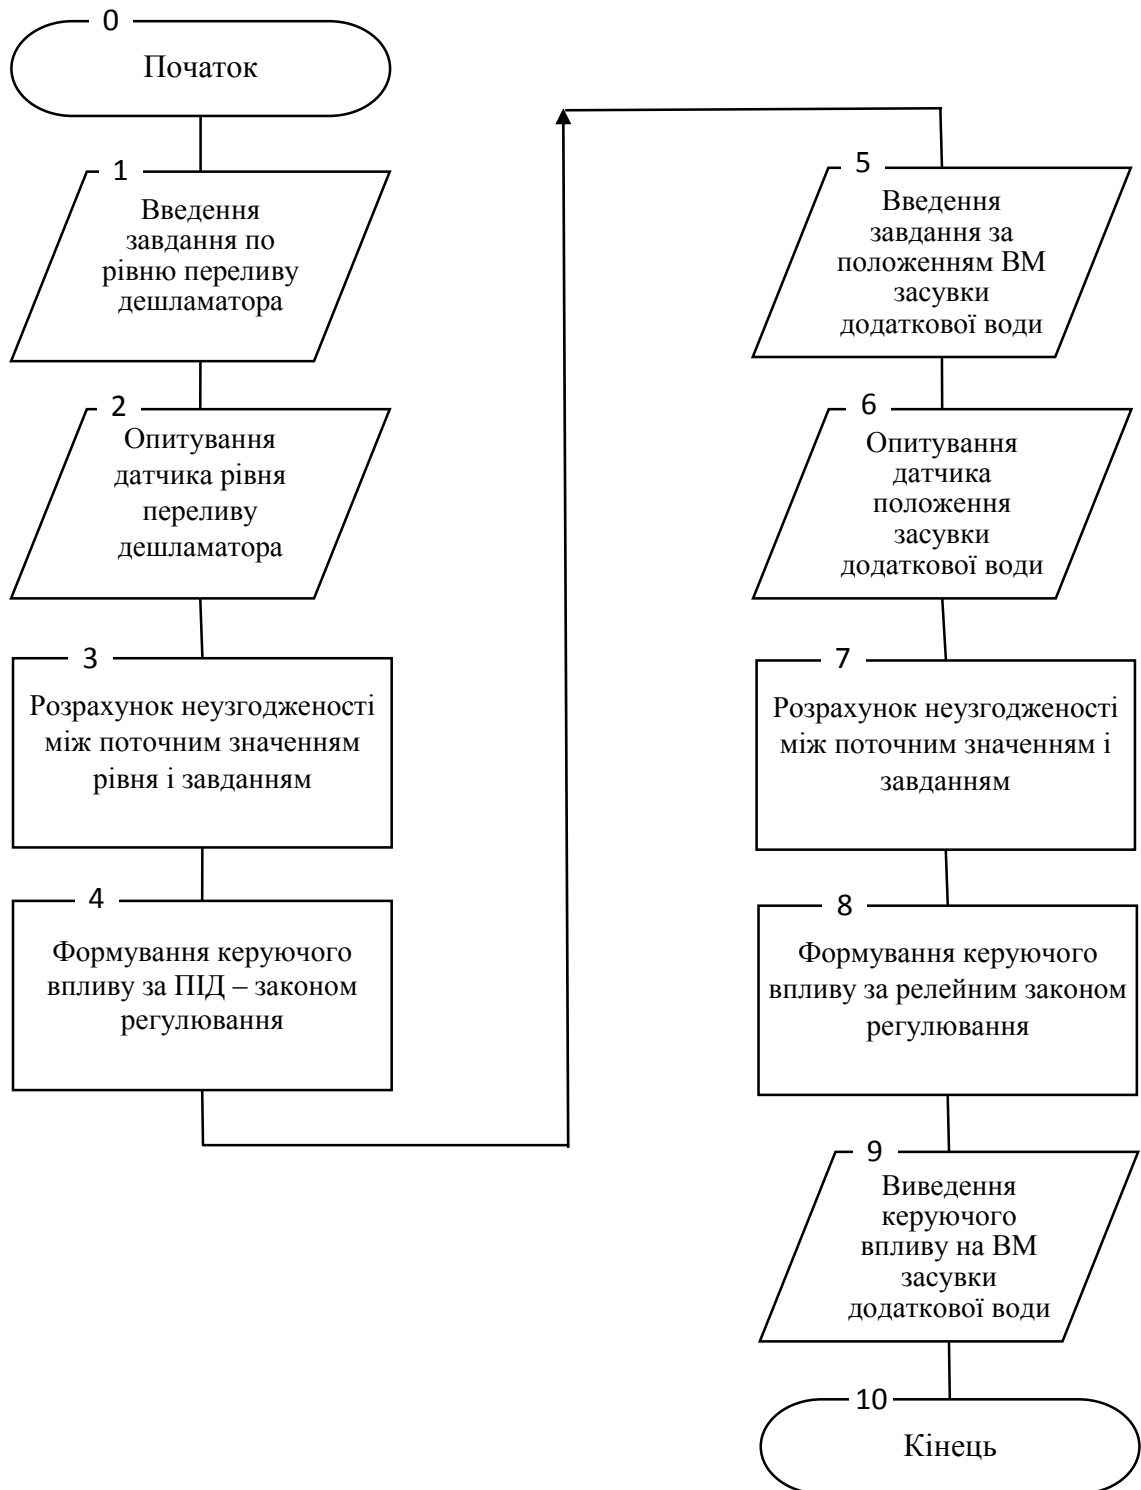 0
Початок
1
Введення
завдання по
рівню переливу
дешламатора
2
Опитування
датчика рівня
переливу
дешламатора
3
Розрахунок неузгодженості
між поточним значенням
рівня і завданням
4
Формування керуючого
впливу за ПІД – законом
регулювання
5
Введення
завдання за
положенням ВМ
засувки
додаткової води
6
Опитування
датчика
положення
засувки
додаткової води
7
Розрахунок неузгодженості
між поточним значенням і
завданням
8
Формування керуючого
впливу за релейним законом
регулювання
9
Виведення
керуючого
впливу на ВМ
засувки
додаткової води
10
Кінець